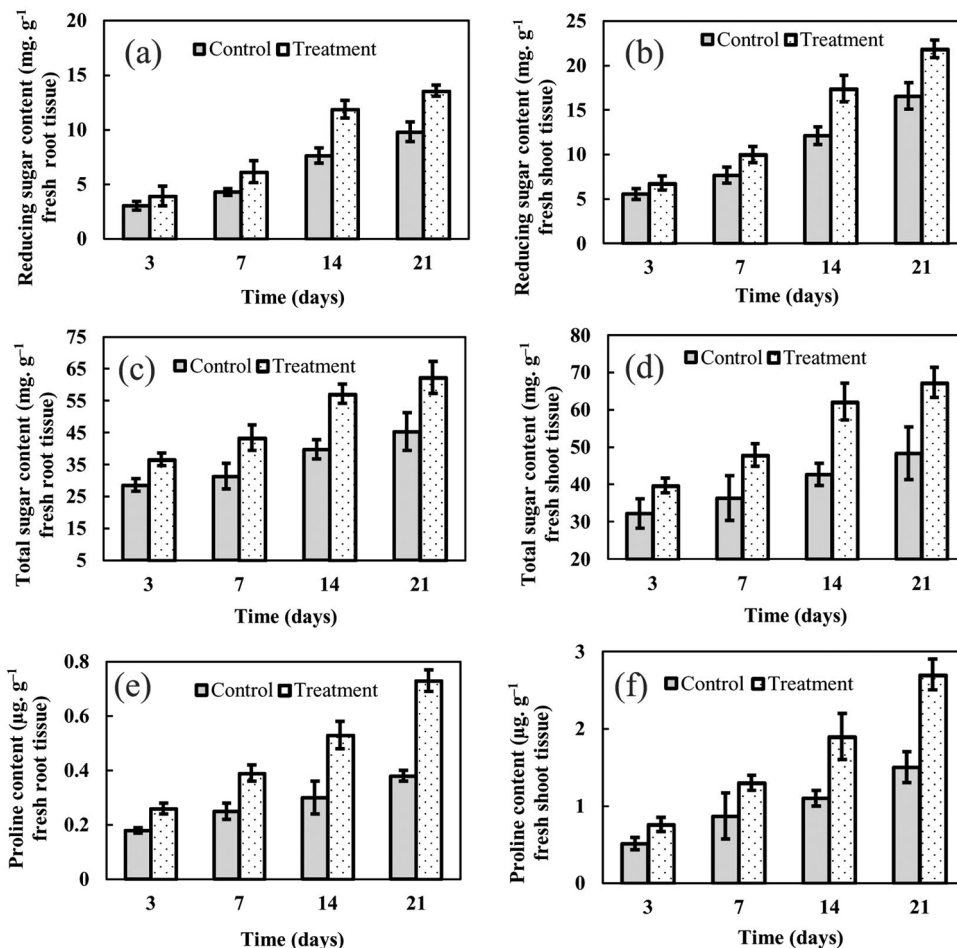 Reducing sugar content (mg. g⁻¹
fresh root tissue)
20
15
10
5
0
(a)
Control
Treatment
3
7
14
21
Time (days)
Reducing sugar content (mg. g⁻¹
fresh shoot tissue)
25
20
15
10
5
0
(b)
Control
Treatment
3
7
14
21
Time (days)
Total sugar content (mg. g⁻¹
fresh root tissue)
75
65
55
45
35
25
15
5
(c)
Control
Treatment
3
7
14
21
Time (days)
Total sugar content (mg. g⁻¹
fresh shoot tissue)
80
70
60
50
40
30
20
(d)
Control
Treatment
3
7
14
21
Time (days)
Proline content (µg. g⁻¹
fresh root tissue)
0.8
0.6
0.4
0.2
0
(e)
Control
Treatment
3
7
14
21
Time (days)
Proline content (µg. g⁻¹
fresh shoot tissue)
3
2
1
0
(f)
Control
Treatment
3
7
14
21
Time (days)